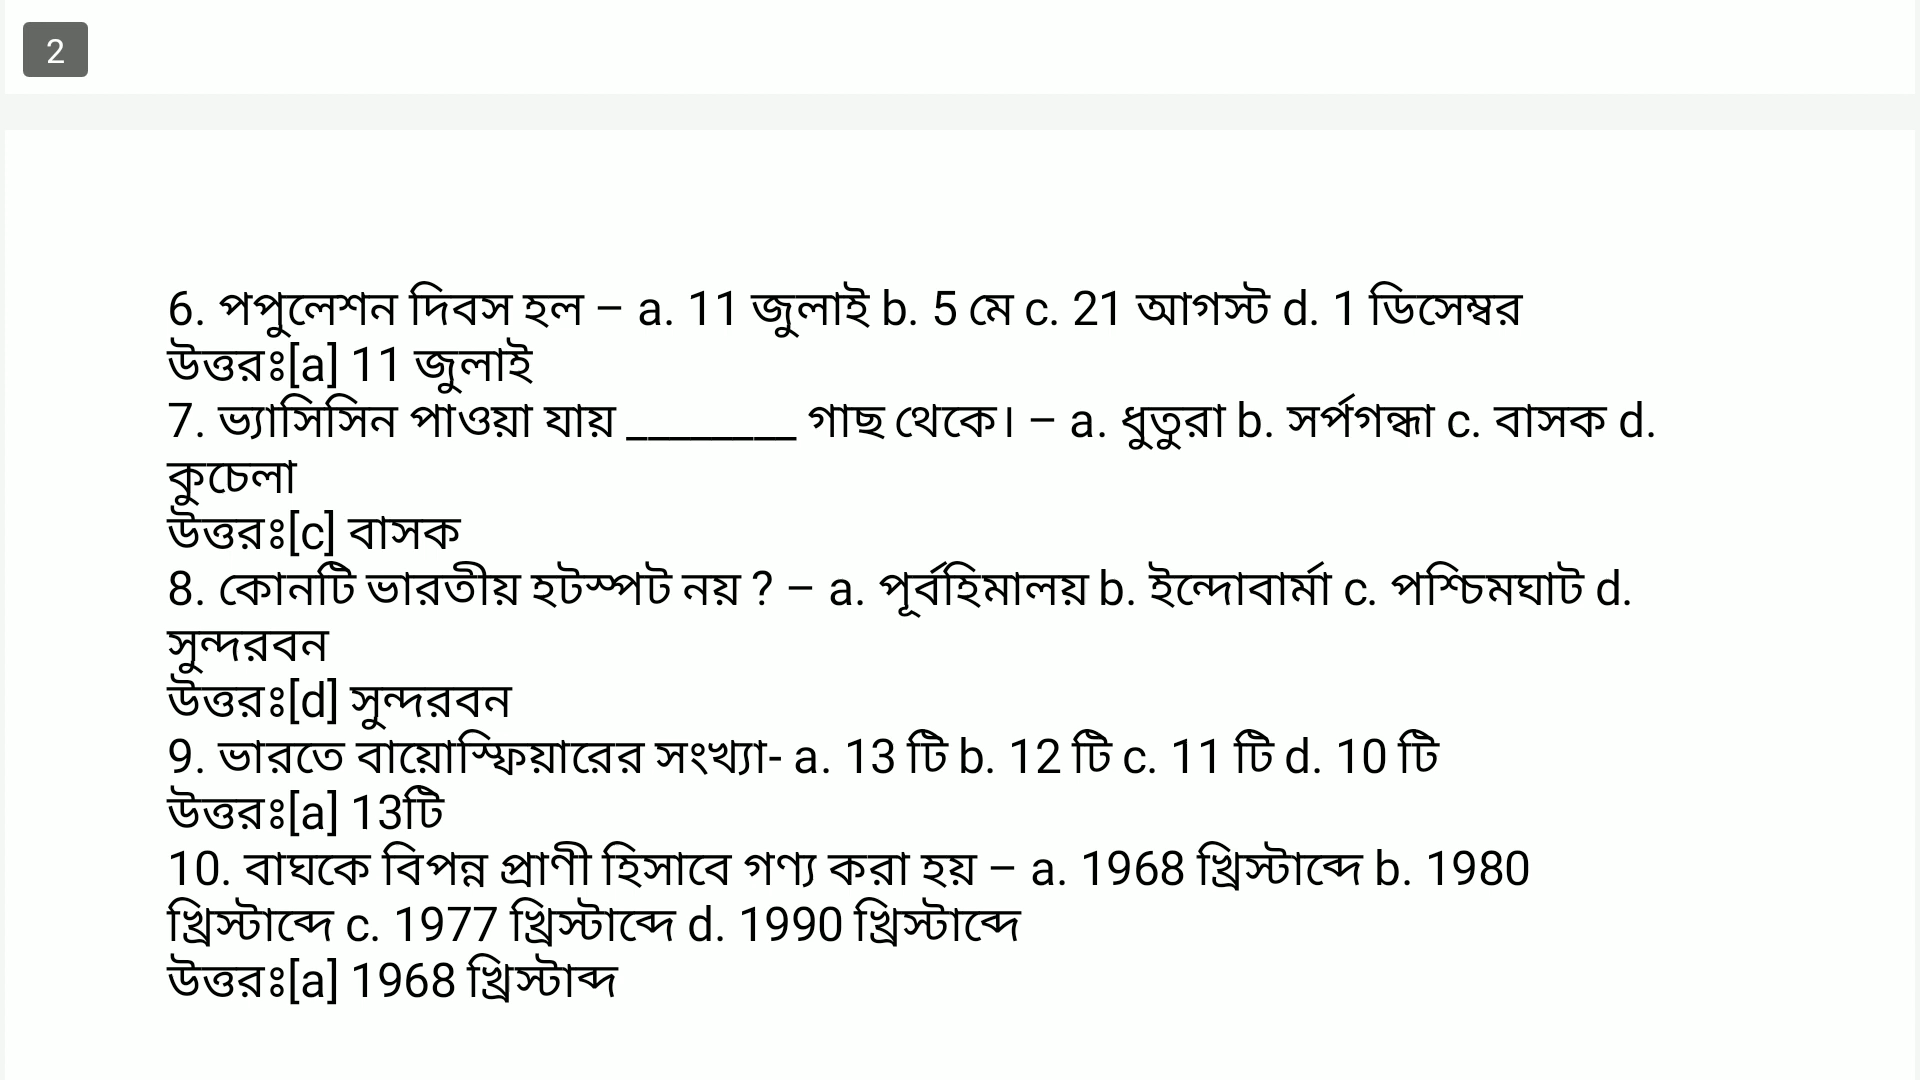 2
6. পপুলেশন দিবস হল – a. 11 জুলাই b. 5 মে c. 21 আগস্ট d. 1 ডিসেম্বর
উত্তরঃ[a] 11 জুলাই
7. ভ্যাসিসিন পাওয়া যায় ________ গাছ থেকে। – a. ধুতুরা b. সর্পগন্ধা c. বাসক d.
কুচেলা
উত্তরঃ[c] বাসক
8. কোনটি ভারতীয় হটস্পট নয় ? – a. পূর্বহিমালয় b. ইন্দোবার্মা c. পশ্চিমঘাট d.
সুন্দরবন
উত্তরঃ[d] সুন্দরবন
9. ভারতে বায়োস্ফিয়ারের সংখ্যা- a. 13 টি b. 12 টি c. 11 টি d. 10 টি
উত্তরঃ[a] 13টি
10. বাঘকে বিপন্ন প্রাণী হিসাবে গণ্য করা হয় – a. 1968 খ্রিস্টাব্দে b. 1980
খ্রিস্টাব্দে c. 1977 খ্রিস্টাব্দে d. 1990 খ্রিস্টাব্দে
উত্তরঃ[a] 1968 খ্রিস্টাব্দ